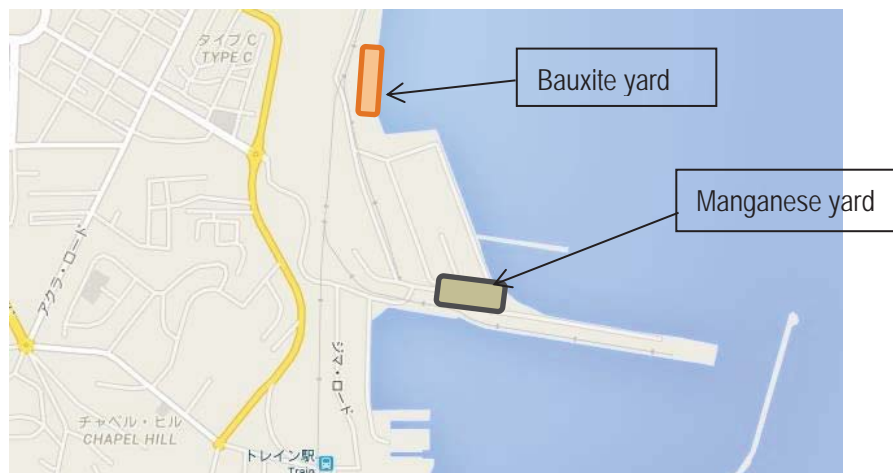 タイプ C
TYPE C
Bauxite yard
Manganese yard
アクラ・ロード
ジマ・ロード
チャペル・ヒル
CHAPEL HILL
トレイン駅
Train